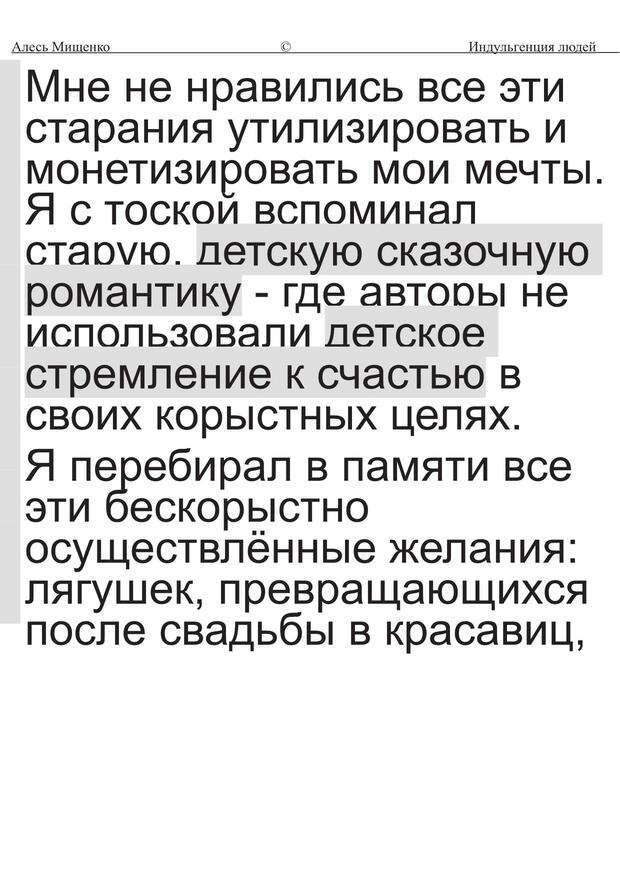 Алесь Мищенко © Индульгенция людей
Мне не нравились все эти
старания утилизировать и
монетизировать мои мечты.
Я с тоской вспоминал
старую, детскую сказочную
романтику - где авторы не
использовали детское
стремление к счастью в
своих корыстных целях.
Я перебирал в памяти все
эти бескорыстно
осуществлённые желания:
лягушек, превращающихся
после свадьбы в красавиц,